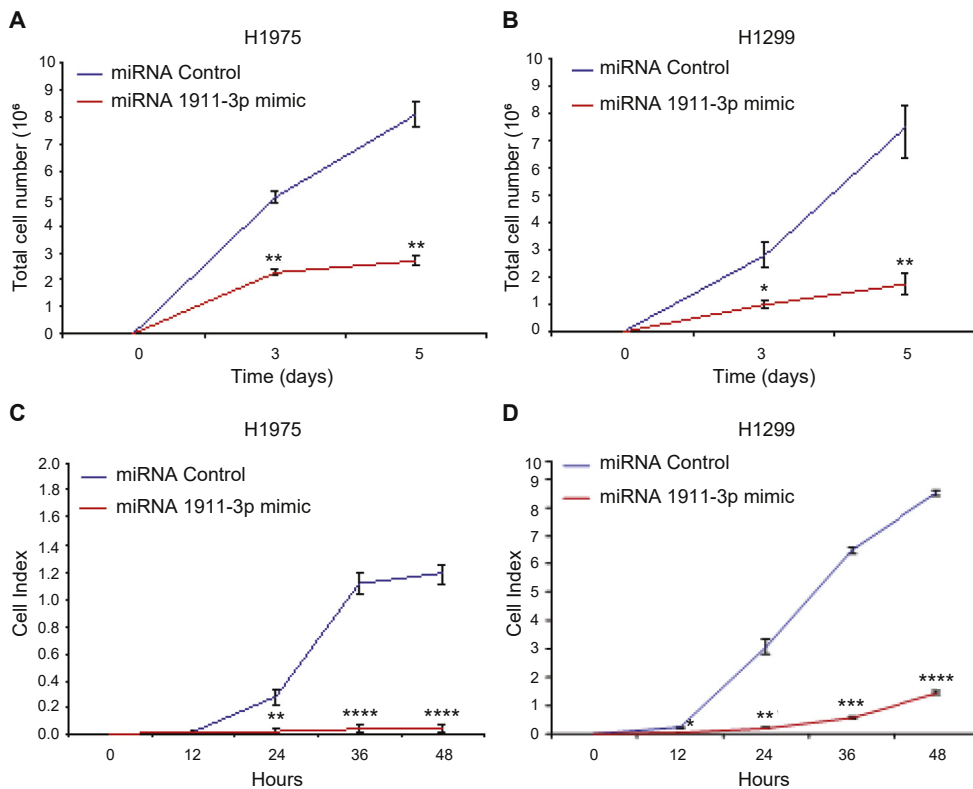 A
H1975
miRNA Control
miRNA 1911-3p mimic
Total cell number (10⁶
10
9
8
7
6
5
4
3
2
1
0
**
**
0 3 5
Time (days)
B
H1299
miRNA Control
miRNA 1911-3p mimic
Total cell number (10⁶
10
9
8
7
6
5
4
3
2
1
0
*
**
0 3 5
Time (days)
C
H1975
miRNA Control
miRNA 1911-3p mimic
Cell Index
2.0
1.8
1.6
1.4
1.2
1.0
0.8
0.6
0.4
0.2
0.0
** **** ****
0 12 24 36 48
Hours
D
H1299
miRNA Control
miRNA 1911-3p mimic
Cell Index
10
9
8
7
6
5
4
3
2
1
0
* ** *** ****
0 12 24 36 48
Hours